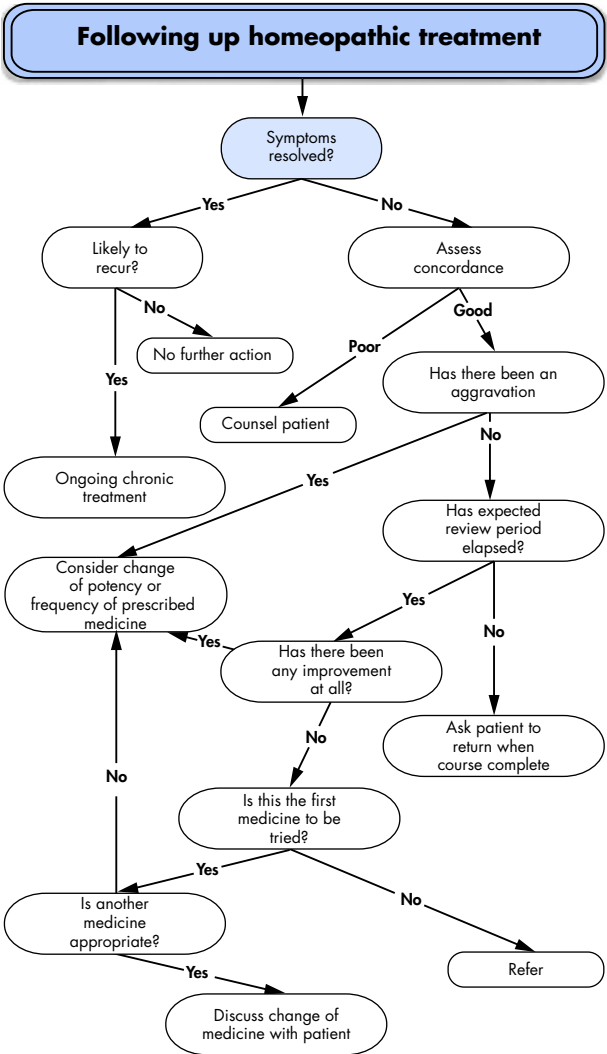 Following up homeopathic treatment
Symptoms
resolved?
Yes
No
Likely to
recur?
Assess
concordance
No
Good
No further action
Poor
Has there been an
aggravation
Yes
Counsel patient
No
Ongoing chronic
treatment
Yes
Has expected
review period
elapsed?
Consider change
of potency or
frequency of prescribed
medicine
Yes
No
Yes
Has there been
any improvement
at all?
Ask patient to
return when
course complete
No
No
Is this the first
medicine to be
tried?
Yes
No
Is another
medicine
appropriate?
Refer
Yes
Discuss change of
medicine with patient